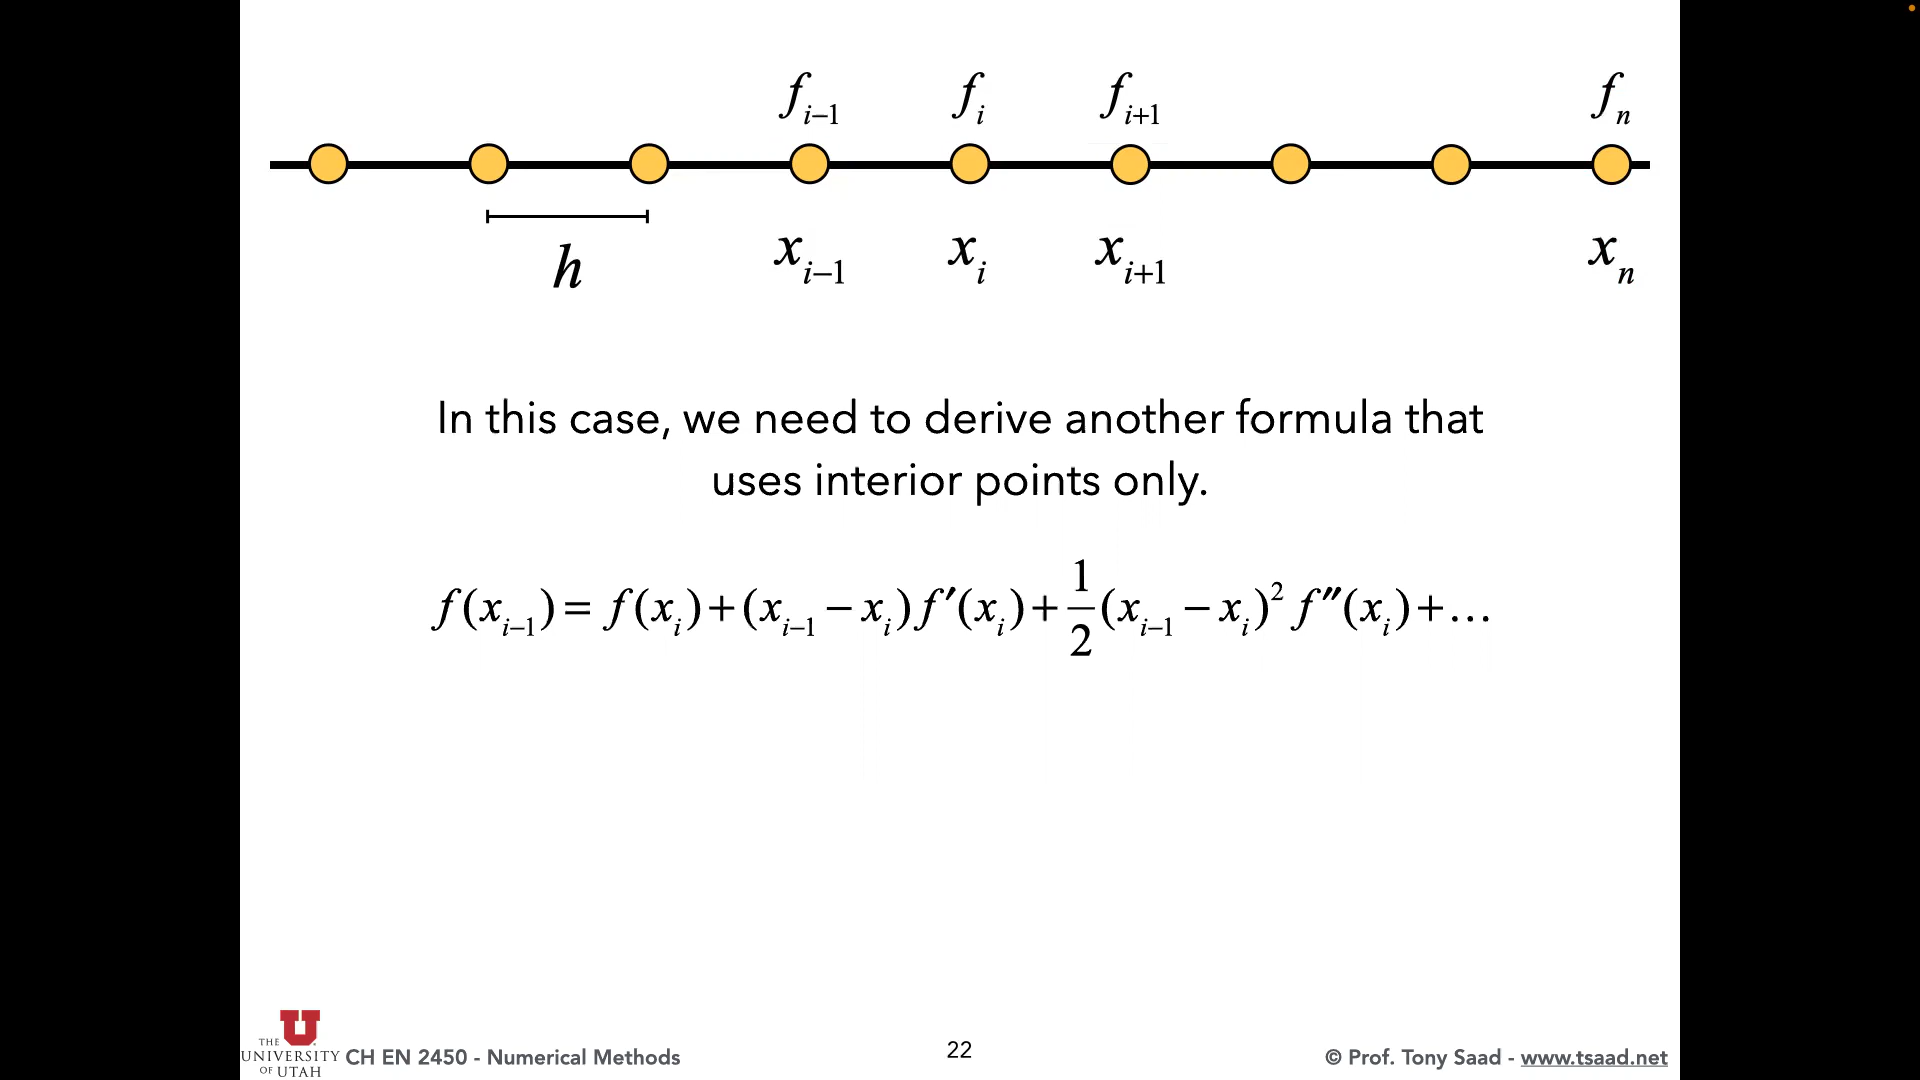 f_{i−1} f_i f_{i+1} f_n
h x_{i−1} x_i x_{i+1} x_n
In this case, we need to derive another formula that
uses interior points only.
f(x_{i−1}) = f(x_i) + (x_{i−1} − x_i) f′(x_i) + \frac{1}{2} (x_{i−1} − x_i)² f″(x_i) + …
THE
UNIVERSITY
OF UTAH
CH EN 2450 - Numerical Methods
22
© Prof. Tony Saad - www.tsaad.net